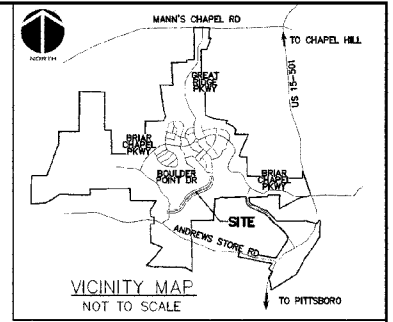 MANN'S CHAPEL RD
NORTH
TO CHAPEL HILL
US 15-501
GREAT
RIDGE
PKWY
BRIAR
CHAPEL
PKWY
BOULDER
POINT DR
BRIAR
CHAPEL
PKWY
SITE
ANDREWS STORE RD
VICINITY MAP
NOT TO SCALE
TO PITTSBORO